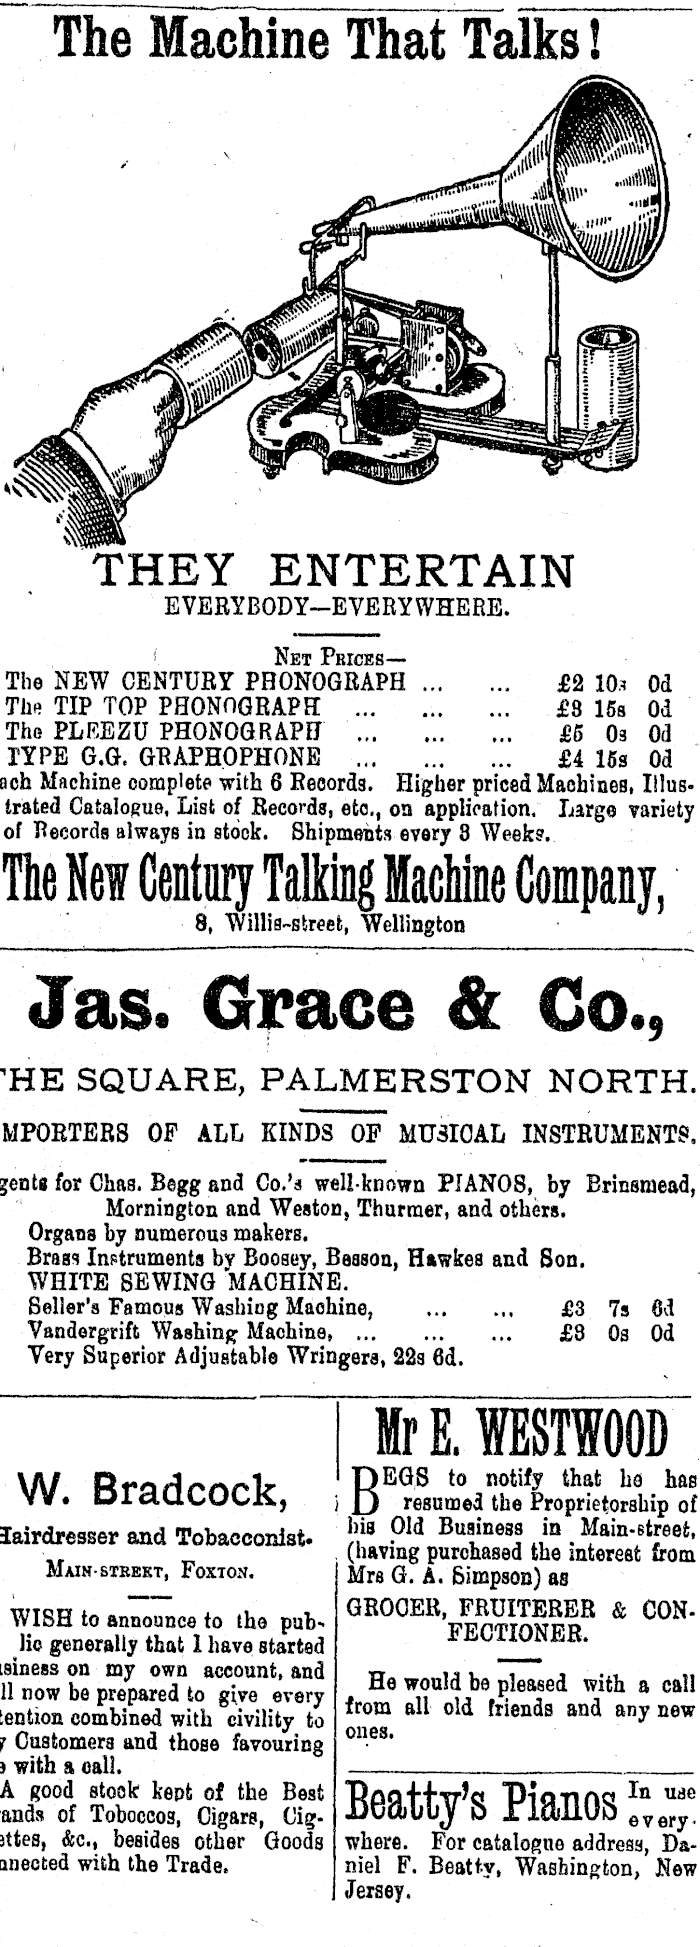 The Machine That Talks!
THEY ENTERTAIN
EVERYBODY—EVERYWHERE.
NET PRICES—
The NEW CENTURY PHONOGRAPH ... ... £2 10s 0d
The TIP TOP PHONOGRAPH ... ... ... £3 15s 0d
The PLEEZU PHONOGRAPH ... ... ... £5 0s 0d
TYPE G.G. GRAPHOPHONE ... ... ... £4 15s 0d
ach Machine complete with 6 Records. Higher priced Machines, Illus-
trated Catalogue, List of Records, etc., on application. Large variety
of Records always in stock. Shipments every 3 Weeks.
The New Century Talking Machine Company,
8, Willis-street, Wellington
Jas. Grace & Co.,
THE SQUARE, PALMERSTON NORTH.
MPORTERS OF ALL KINDS OF MUSICAL INSTRUMENTS.
gents for Chas. Begg and Co.'s well-known PIANOS, by Brinsmead,
Mornington and Weston, Thurmer, and others.
Organs by numerous makers.
Brass Instruments by Boosey, Besson, Hawkes and Son.
WHITE SEWING MACHINE.
Seller's Famous Washing Machine, ... ... £3 7s 6d
Vandergrift Washing Machine, ... ... ... £3 0s 0d
Very Superior Adjustable Wringers, 22s 6d.
W. Bradcock,
Hairdresser and Tobacconist.
MAIN-STREET, FOXTON.
WISH to announce to the pub-
lic generally that I have started
usiness on my own account, and
ll now be prepared to give every
tention combined with civility to
y Customers and those favouring
e with a call.
A good stock kept of the Best
rands of Toboccos, Cigars, Cig-
ettes, &c., besides other Goods
nnected with the Trade.
Mr E. WESTWOOD
BEGS to notify that he has
resumed the Proprietorship of
his Old Business in Main-street,
(having purchased the interest from
Mrs G. A. Simpson) as
GROCER, FRUITERER & CON-
FECTIONER.
He would be pleased with a call
from all old friends and any new
ones.
Beatty's Pianos In use
every-
where. For catalogue address, Da-
niel F. Beatty, Washington, New
Jersey.